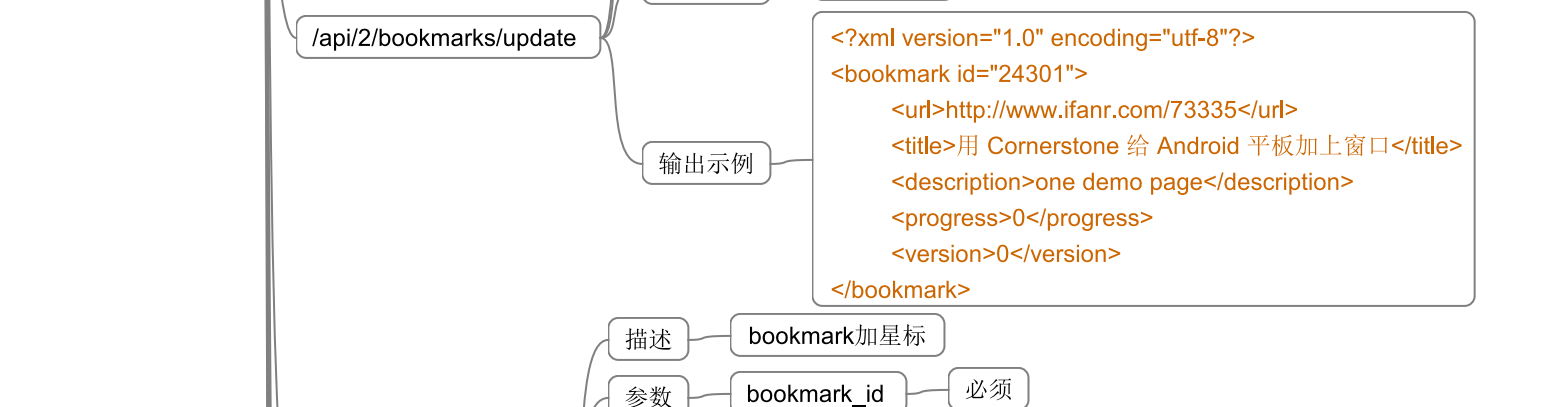 /api/2/bookmarks/update
<?xml version="1.0" encoding="utf-8"?>
<bookmark id="24301">
<url>http://www.ifanr.com/73335</url>
<title>用 Cornerstone 给 Android 平板加上窗口</title>
输出示例
<description>one demo page</description>
<progress>0</progress>
<version>0</version>
</bookmark>
描述 bookmark加星标
参数 bookmark_id 必须